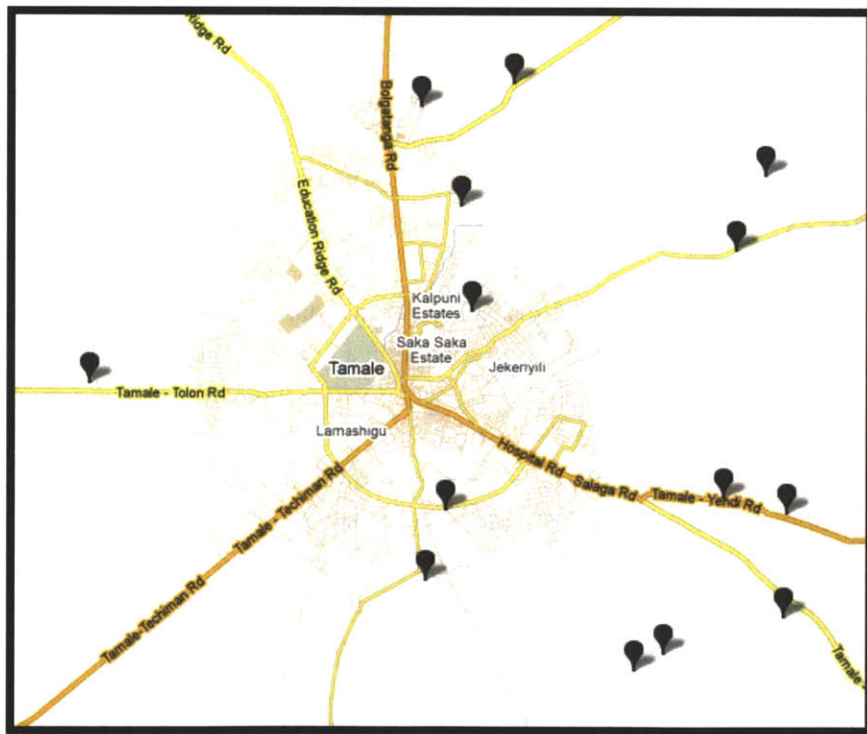 Ridge Rd
Bolgatanga Rd
Education Ridge Rd
Kalpuni
Estates
Saka Saka
Estate
Tamale
Jekenyili
Tamale - Tolon Rd
Lamashigu
Hospital Rd
Salaga Rd
Tamale - Yendi Rd
Tamale - Techiman Rd
Tamale-Techiman Rd
Tamale -